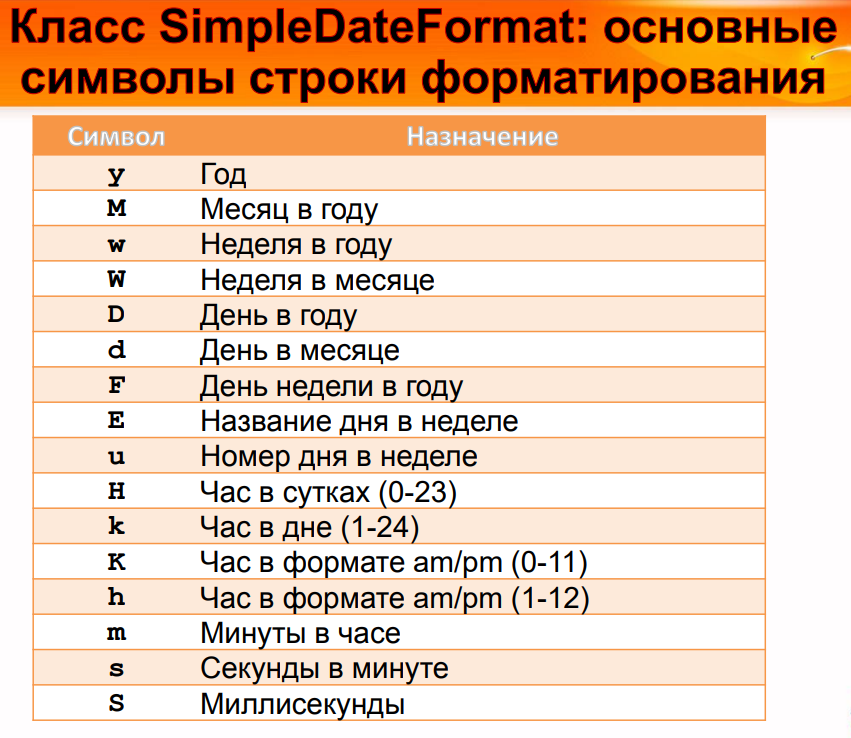 Класс SimpleDateFormat: основные
символы строки форматирования
Символ Назначение
y Год
M Месяц в году
w Неделя в году
W Неделя в месяце
D День в году
d День в месяце
F День недели в году
E Название дня в неделе
u Номер дня в неделе
H Час в сутках (0-23)
k Час в дне (1-24)
K Час в формате am/pm (0-11)
h Час в формате am/pm (1-12)
m Минуты в часе
s Секунды в минуте
S Миллисекунды